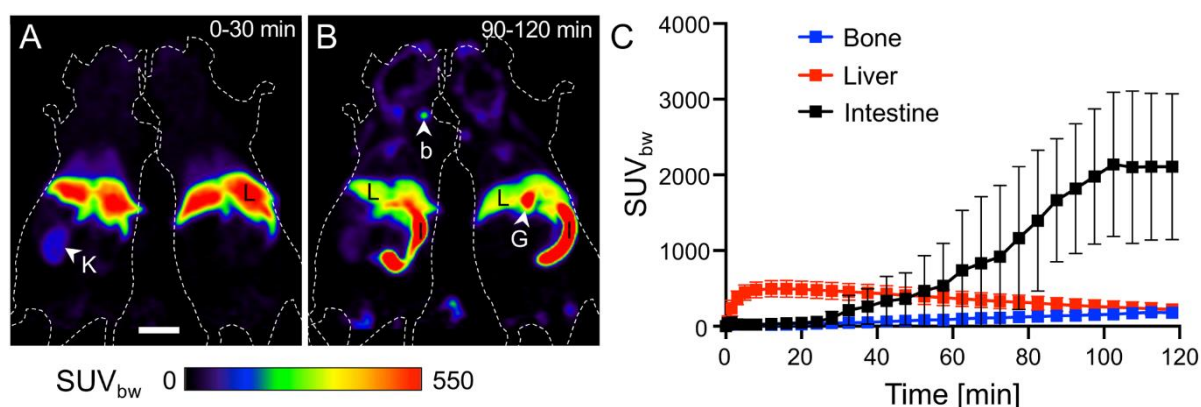 A
0-30 min
L
K
B
90-120 min
b
L
L
I
I
G
SUVbw
0
550
C
Bone
Liver
Intestine
4000
3000
2000
1000
0
SUVbw
0
20
40
60
80
100
120
Time [min]